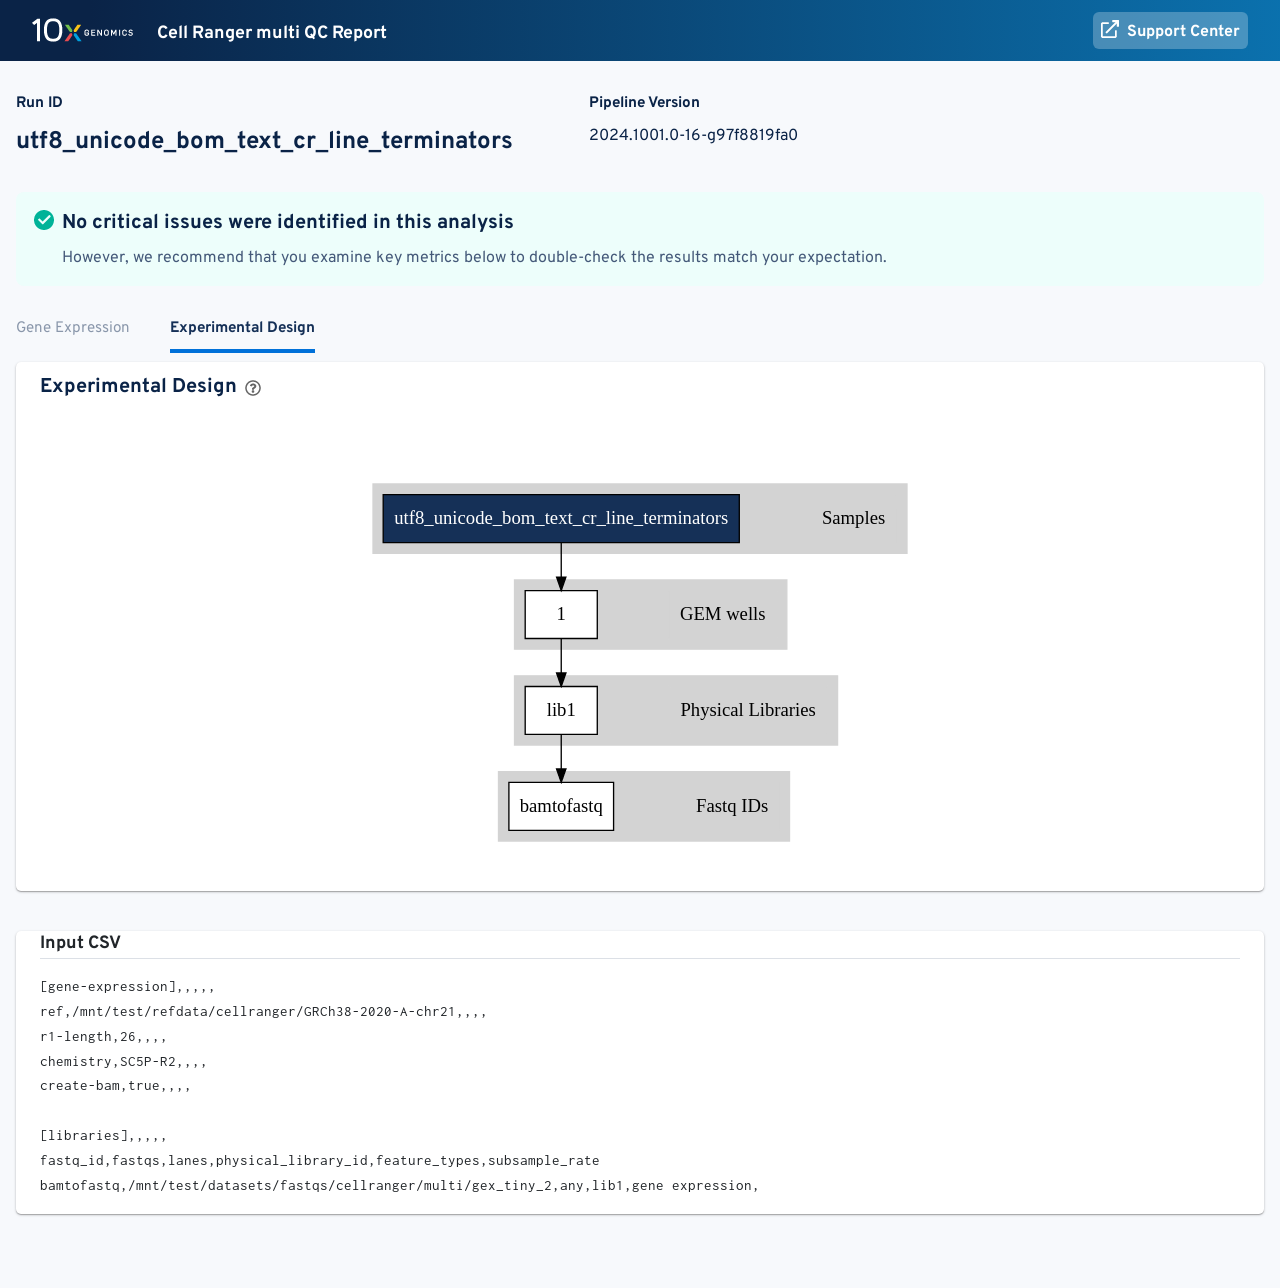 10X GENOMICS Cell Ranger multi QC Report
Support Center
Run ID
utf8_unicode_bom_text_cr_line_terminators
Pipeline Version
2024.1001.0-16-g97f8819fa0
No critical issues were identified in this analysis
However, we recommend that you examine key metrics below to double-check the results match your expectation.
Gene Expression
Experimental Design
Experimental Design ?
utf8_unicode_bom_text_cr_line_terminators Samples
1 GEM wells
lib1 Physical Libraries
bamtofastq Fastq IDs
Input CSV
[gene-expression],,,,,
ref,/mnt/test/refdata/cellranger/GRCh38-2020-A-chr21,,,,
r1-length,26,,,,
chemistry,SC5P-R2,,,,
create-bam,true,,,,
[libraries],,,,,
fastq_id,fastqs,lanes,physical_library_id,feature_types,subsample_rate
bamtofastq,/mnt/test/datasets/fastqs/cellranger/multi/gex_tiny_2,any,lib1,gene expression,